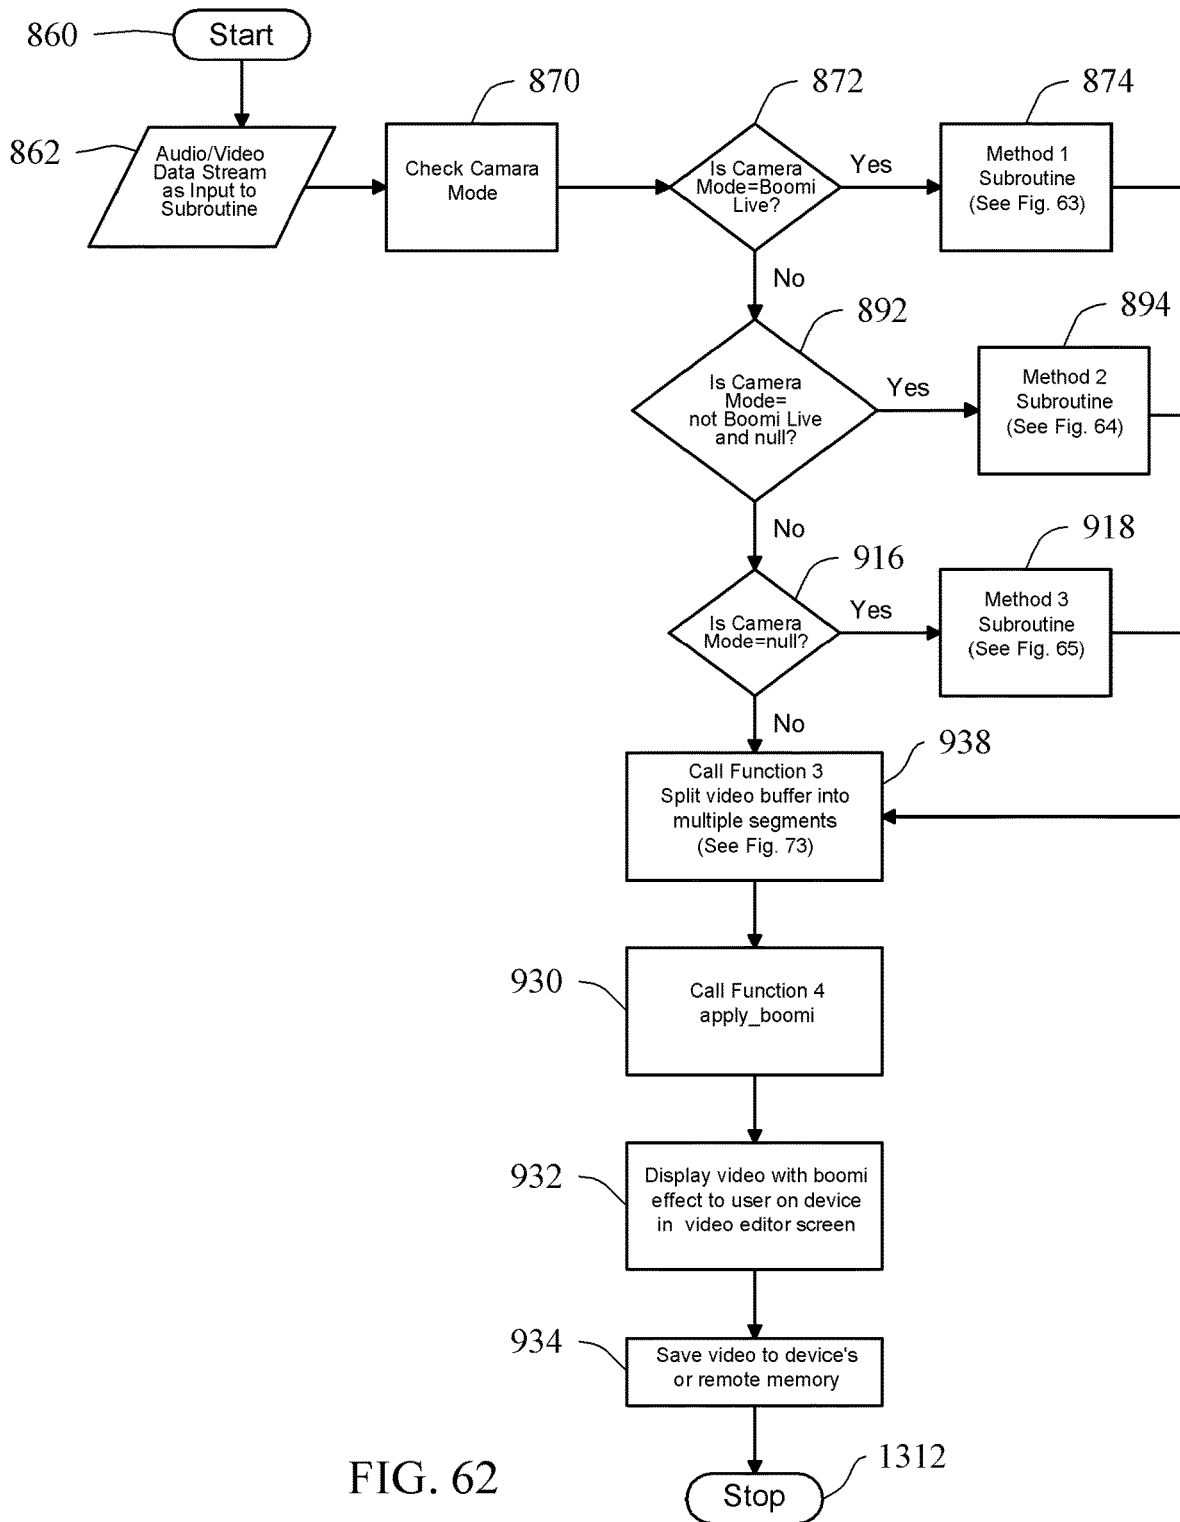 860
Start
870
872
874
862
Audio/Video
Data Stream
as Input to
Subroutine
Check Camara
Mode
Is Camera
Mode=Boomi
Live?
Yes
Method 1
Subroutine
(See Fig. 63)
No
892
894
Is Camera
Mode=
not Boomi Live
and null?
Yes
Method 2
Subroutine
(See Fig. 64)
No
916
918
Is Camera
Mode=null?
Yes
Method 3
Subroutine
(See Fig. 65)
No
938
Call Function 3
Split video buffer into
multiple segments
(See Fig. 73)
930
Call Function 4
apply_boomi
932
Display video with boomi
effect to user on device
in video editor screen
934
Save video to device's
or remote memory
1312
Stop
FIG. 62